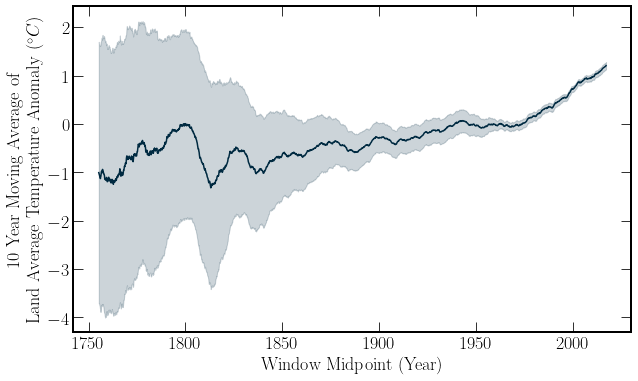 10 Year Moving Average of
Land Average Temperature Anomaly (°C)
2
1
0
−1
−2
−3
−4
1750 1800 1850 1900 1950 2000
Window Midpoint (Year)